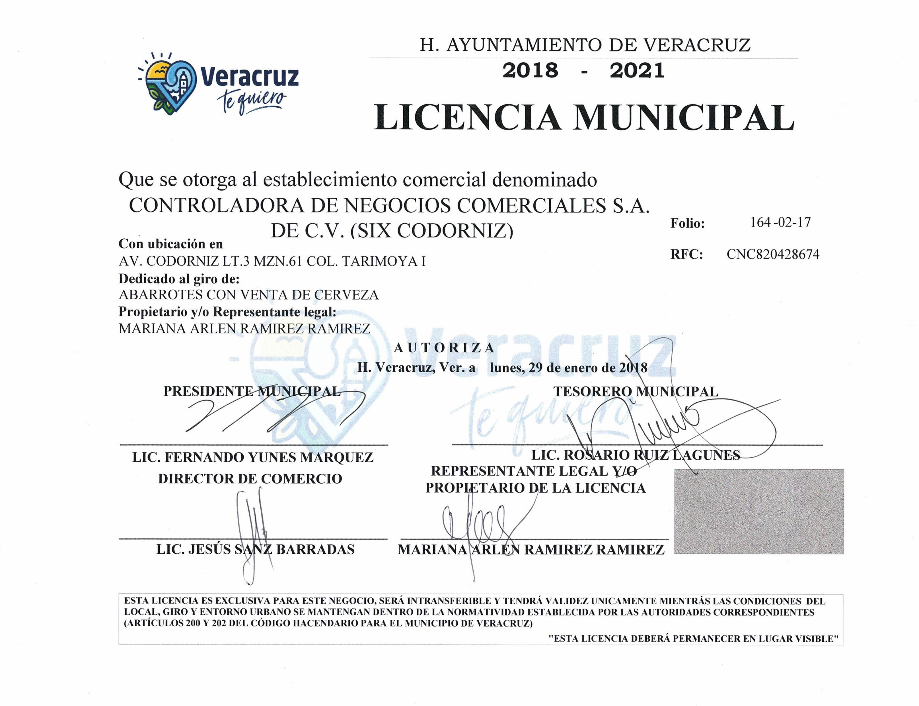 H. AYUNTAMIENTO DE VERACRUZ
2018 - 2021
Veracruz
te quiero
LICENCIA MUNICIPAL
Que se otorga al establecimiento comercial denominado
CONTROLADORA DE NEGOCIOS COMERCIALES S.A.
DE C.V. (SIX CODORNIZ)
Folio: 164-02-17
Con ubicación en
RFC: CNC820428674
AV. CODORNIZ LT.3 MZN.61 COL. TARIMOYA I
Dedicado al giro de:
ABARROTES CON VENTA DE CERVEZA
Propietario y/o Representante legal:
MARIANA ARLEN RAMIREZ RAMIREZ
Veracruz
te quiero
AUTORIZA
H. Veracruz, Ver. a lunes, 29 de enero de 2018
PRESIDENTE MUNICIPAL
TESORERO MUNICIPAL
LIC. FERNANDO YUNES MARQUEZ
LIC. ROSARIO RUIZ LAGUNES
DIRECTOR DE COMERCIO
REPRESENTANTE LEGAL Y/O
PROPIETARIO DE LA LICENCIA
LIC. JESÚS SANZ BARRADAS
MARIANA ARLEN RAMIREZ RAMIREZ
ESTA LICENCIA ES EXCLUSIVA PARA ESTE NEGOCIO, SERÁ INTRANSFERIBLE Y TENDRÁ VALIDEZ UNICAMENTE MIENTRÁS LAS CONDICIONES DEL
LOCAL, GIRO Y ENTORNO URBANO SE MANTENGAN DENTRO DE LA NORMATIVIDAD ESTABLECIDA POR LAS AUTORIDADES CORRESPONDIENTES
(ARTÍCULOS 200 Y 202 DEL CÓDIGO HACENDARIO PARA EL MUNICIPIO DE VERACRUZ)
"ESTA LICENCIA DEBERÁ PERMANECER EN LUGAR VISIBLE"